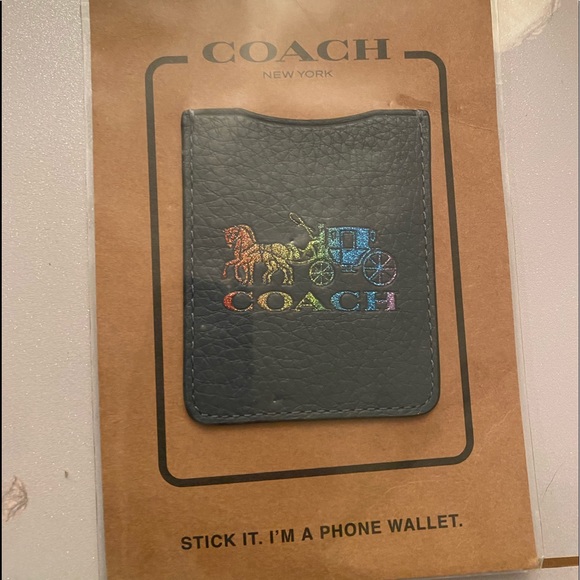 COACH
NEW YORK
COACH
STICK IT. I'M A PHONE WALLET.